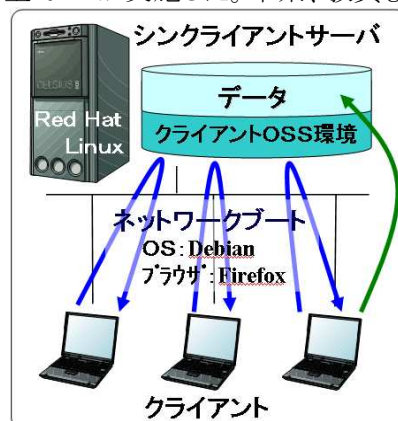 シンクライアントサーバ
データ
クライアントOSS環境
Red Hat
Linux
CELSIUS
ネットワークブート
OS:Debian
ブラウザ:Firefox
クライアント